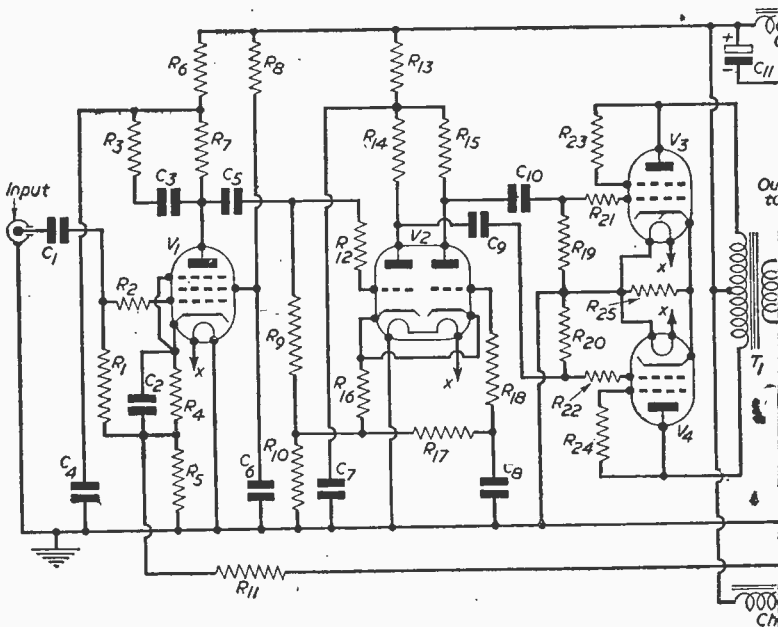 R6
R8
R13
+
-
C11
R3
R7
R14
R15
R23
V3
C3
C5
C10
Input
V1
R12
V2
C9
R21
R19
C1
R2
x
R25
x
R1
C2
R9
R20
R4
x
R16
x
R18
R22
T1
R24
V4
R17
C4
R5
R10
C6
C7
C8
R11
Ch